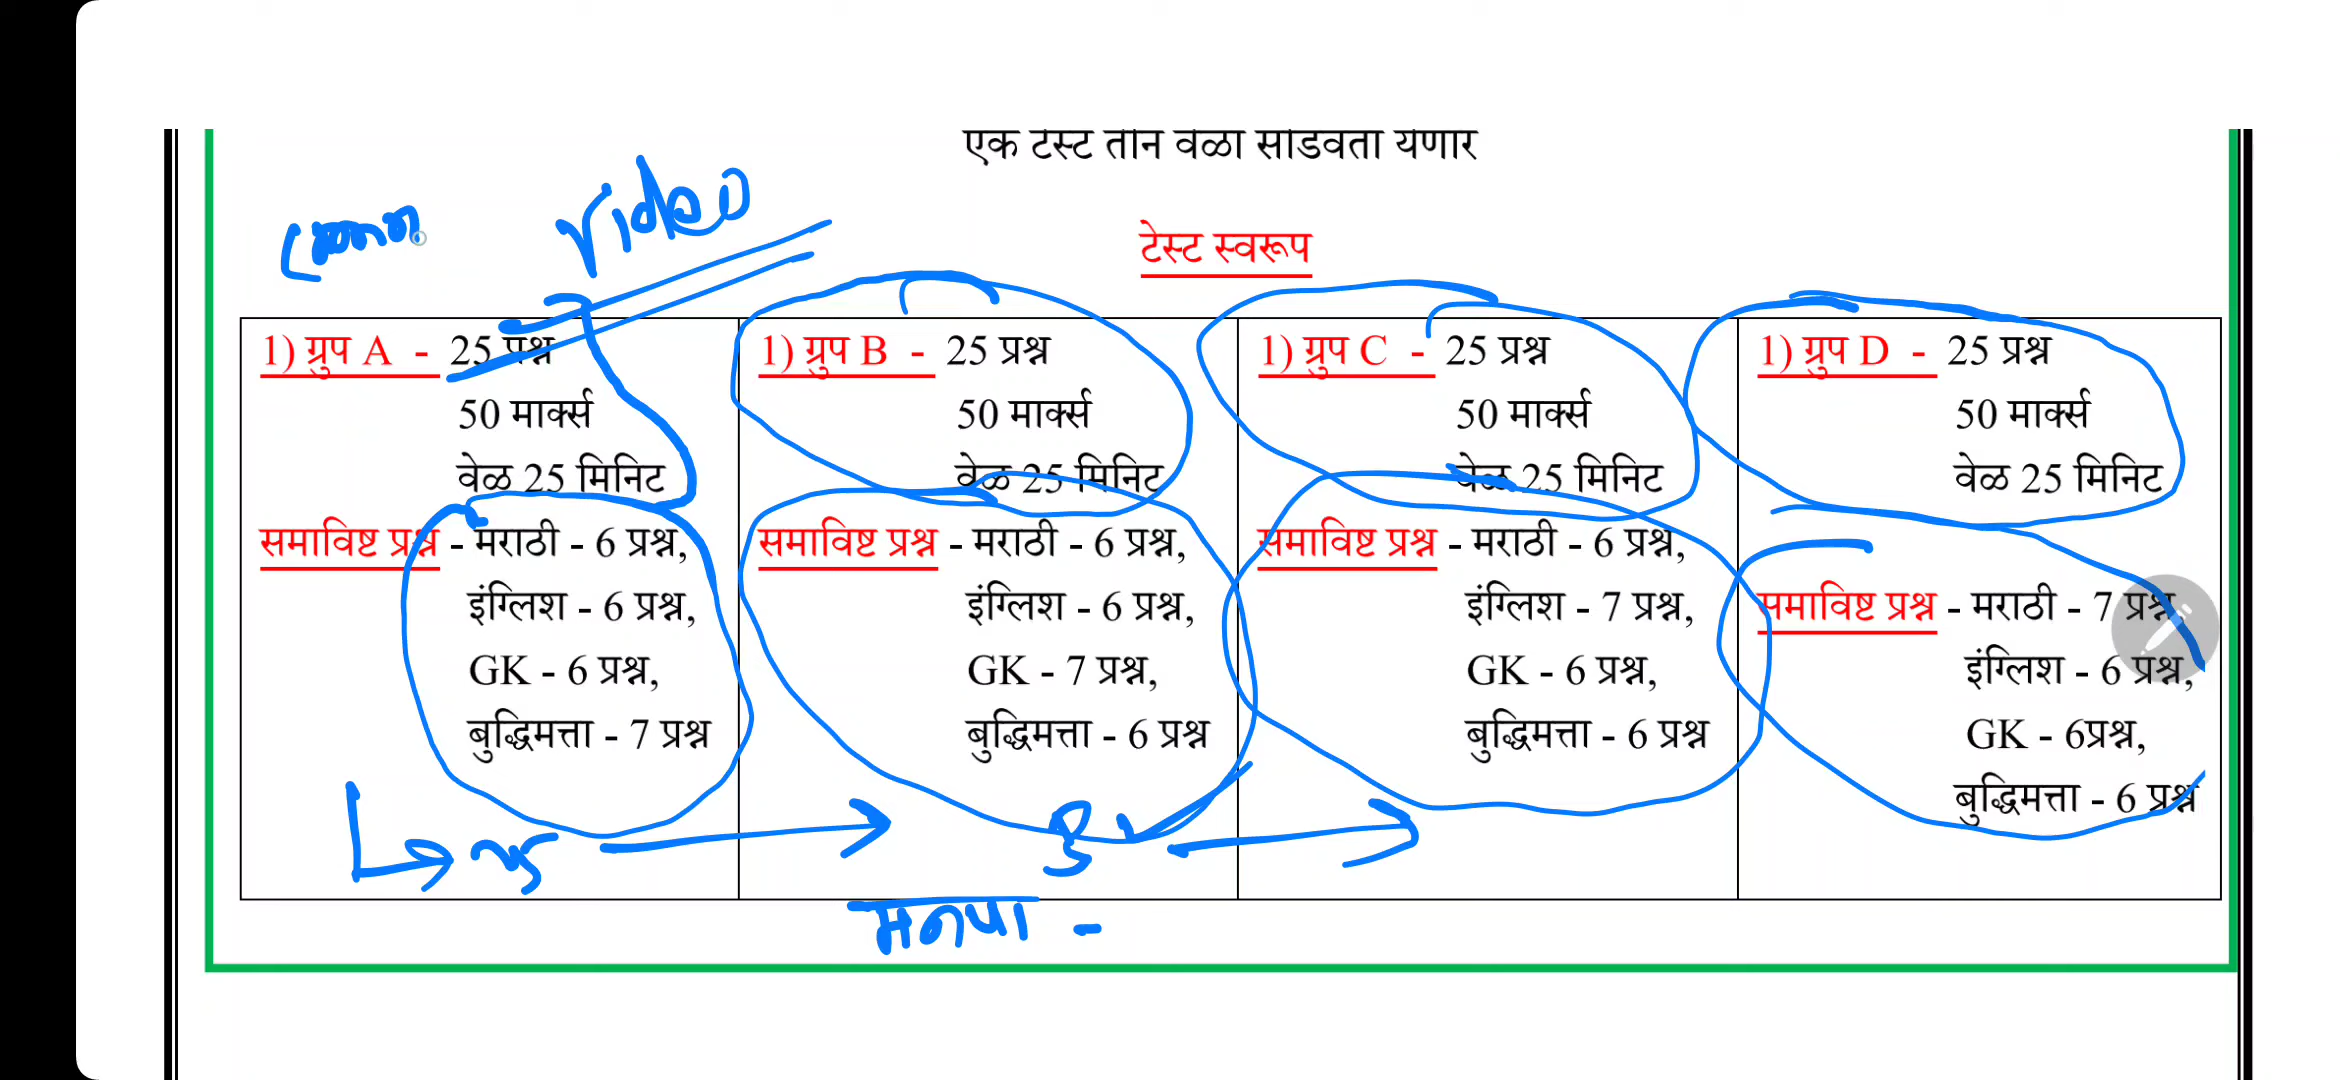 एक टेस्ट तीन वेळा सोडवता येणार
Video
टेस्ट स्वरूप
1) ग्रुप A - 25 प्रश्न
50 मार्क्स
वेळ 25 मिनिट
समाविष्ट प्रश्न - मराठी - 6 प्रश्न,
इंग्लिश - 6 प्रश्न,
GK - 6 प्रश्न,
बुद्धिमत्ता - 7 प्रश्न
1) ग्रुप B - 25 प्रश्न
50 मार्क्स
वेळ 25 मिनिट
समाविष्ट प्रश्न - मराठी - 6 प्रश्न,
इंग्लिश - 6 प्रश्न,
GK - 7 प्रश्न,
बुद्धिमत्ता - 6 प्रश्न
1) ग्रुप C - 25 प्रश्न
50 मार्क्स
वेळ 25 मिनिट
समाविष्ट प्रश्न - मराठी - 6 प्रश्न,
इंग्लिश - 7 प्रश्न,
GK - 6 प्रश्न,
बुद्धिमत्ता - 6 प्रश्न
1) ग्रुप D - 25 प्रश्न
50 मार्क्स
वेळ 25 मिनिट
समाविष्ट प्रश्न - मराठी - 7 प्रश्न,
इंग्लिश - 6 प्रश्न,
GK - 6प्रश्न,
बुद्धिमत्ता - 6 प्रश्न
मनपा -